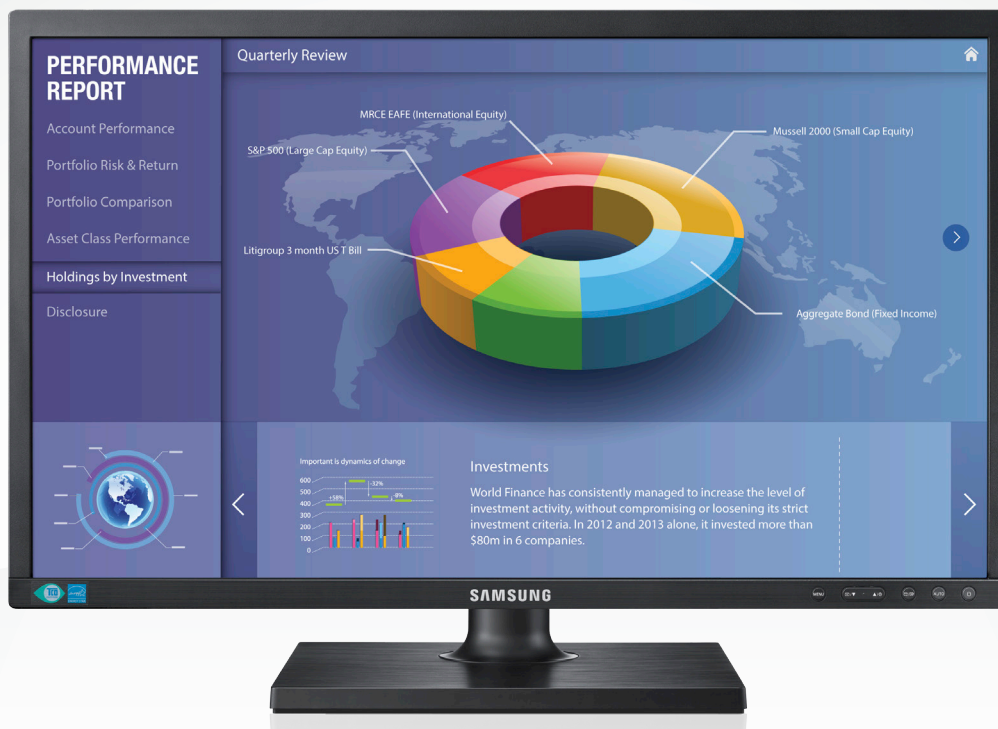 PERFORMANCE
REPORT
Account Performance
Portfolio Risk & Return
Portfolio Comparison
Asset Class Performance
Holdings by Investment
Disclosure
Quarterly Review
MRCE EAFE (International Equity)
Mussell 2000 (Small Cap Equity)
S&P 500 (Large Cap Equity)
Litigroup 3 month US T Bill
Aggregate Bond (Fixed Income)
Important is dynamics of change
600
500
400
300
200
100
0
+58%
-32%
-8%
Investments
World Finance has consistently managed to increase the level of
investment activity, without compromising or loosening its strict
investment criteria. In 2012 and 2013 alone, it invested more than
$80m in 6 companies.
SAMSUNG
MENU
AUTO